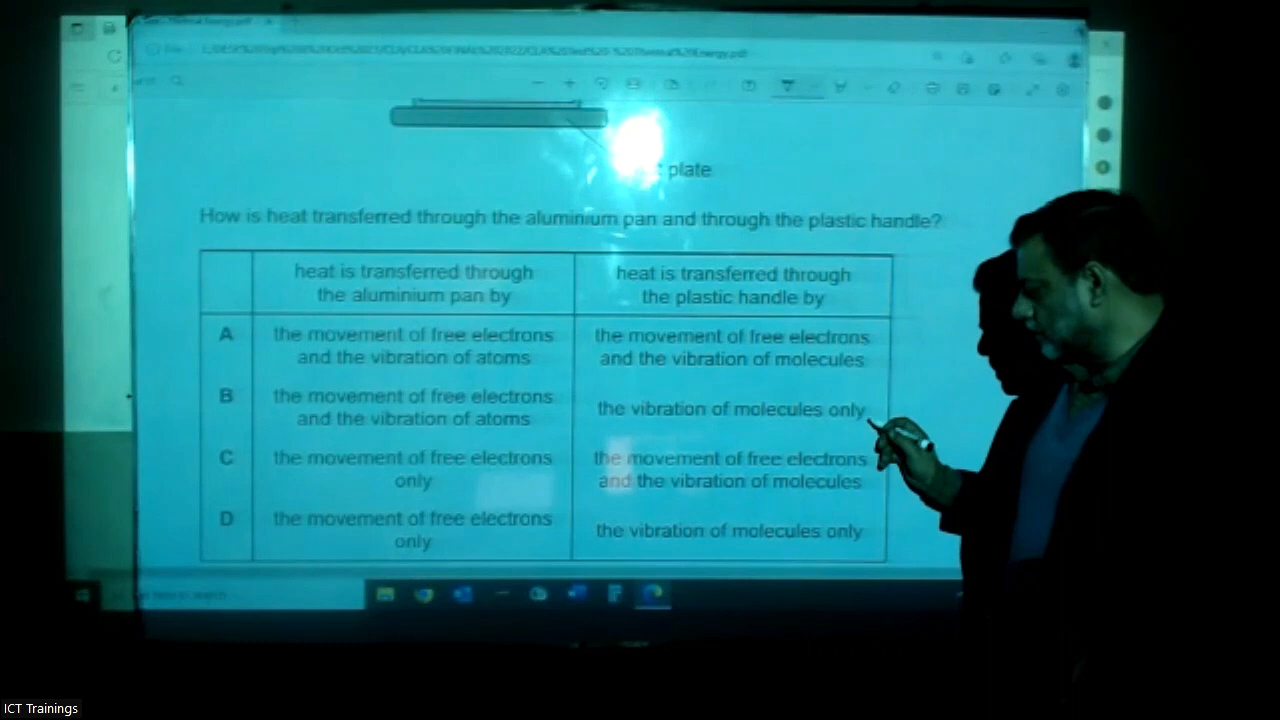 plate
How is heat transferred through the aluminium pan and through the plastic handle?
heat is transferred through
the aluminium pan by
heat is transferred through
the plastic handle by
A
the movement of free electrons
and the vibration of atoms
the movement of free electrons
and the vibration of molecules
B
the movement of free electrons
and the vibration of atoms
the vibration of molecules only
C
the movement of free electrons
only
the movement of free electrons
and the vibration of molecules
D
the movement of free electrons
only
the vibration of molecules only
ICT Trainings